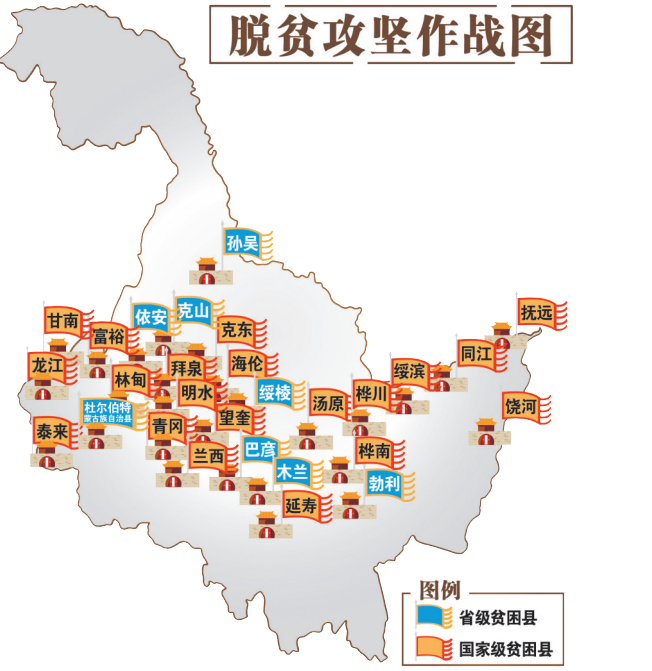 脱贫攻坚作战图
孙吴
甘南
富裕
依安
克山
克东
抚远
同江
龙江
林甸
拜泉
海伦
绥滨
明水
绥棱
汤原
桦川
饶河
杜尔伯特
蒙古族自治县
望奎
青冈
泰来
兰西
巴彦
桦南
木兰
勃利
延寿
图例
省级贫困县
国家级贫困县